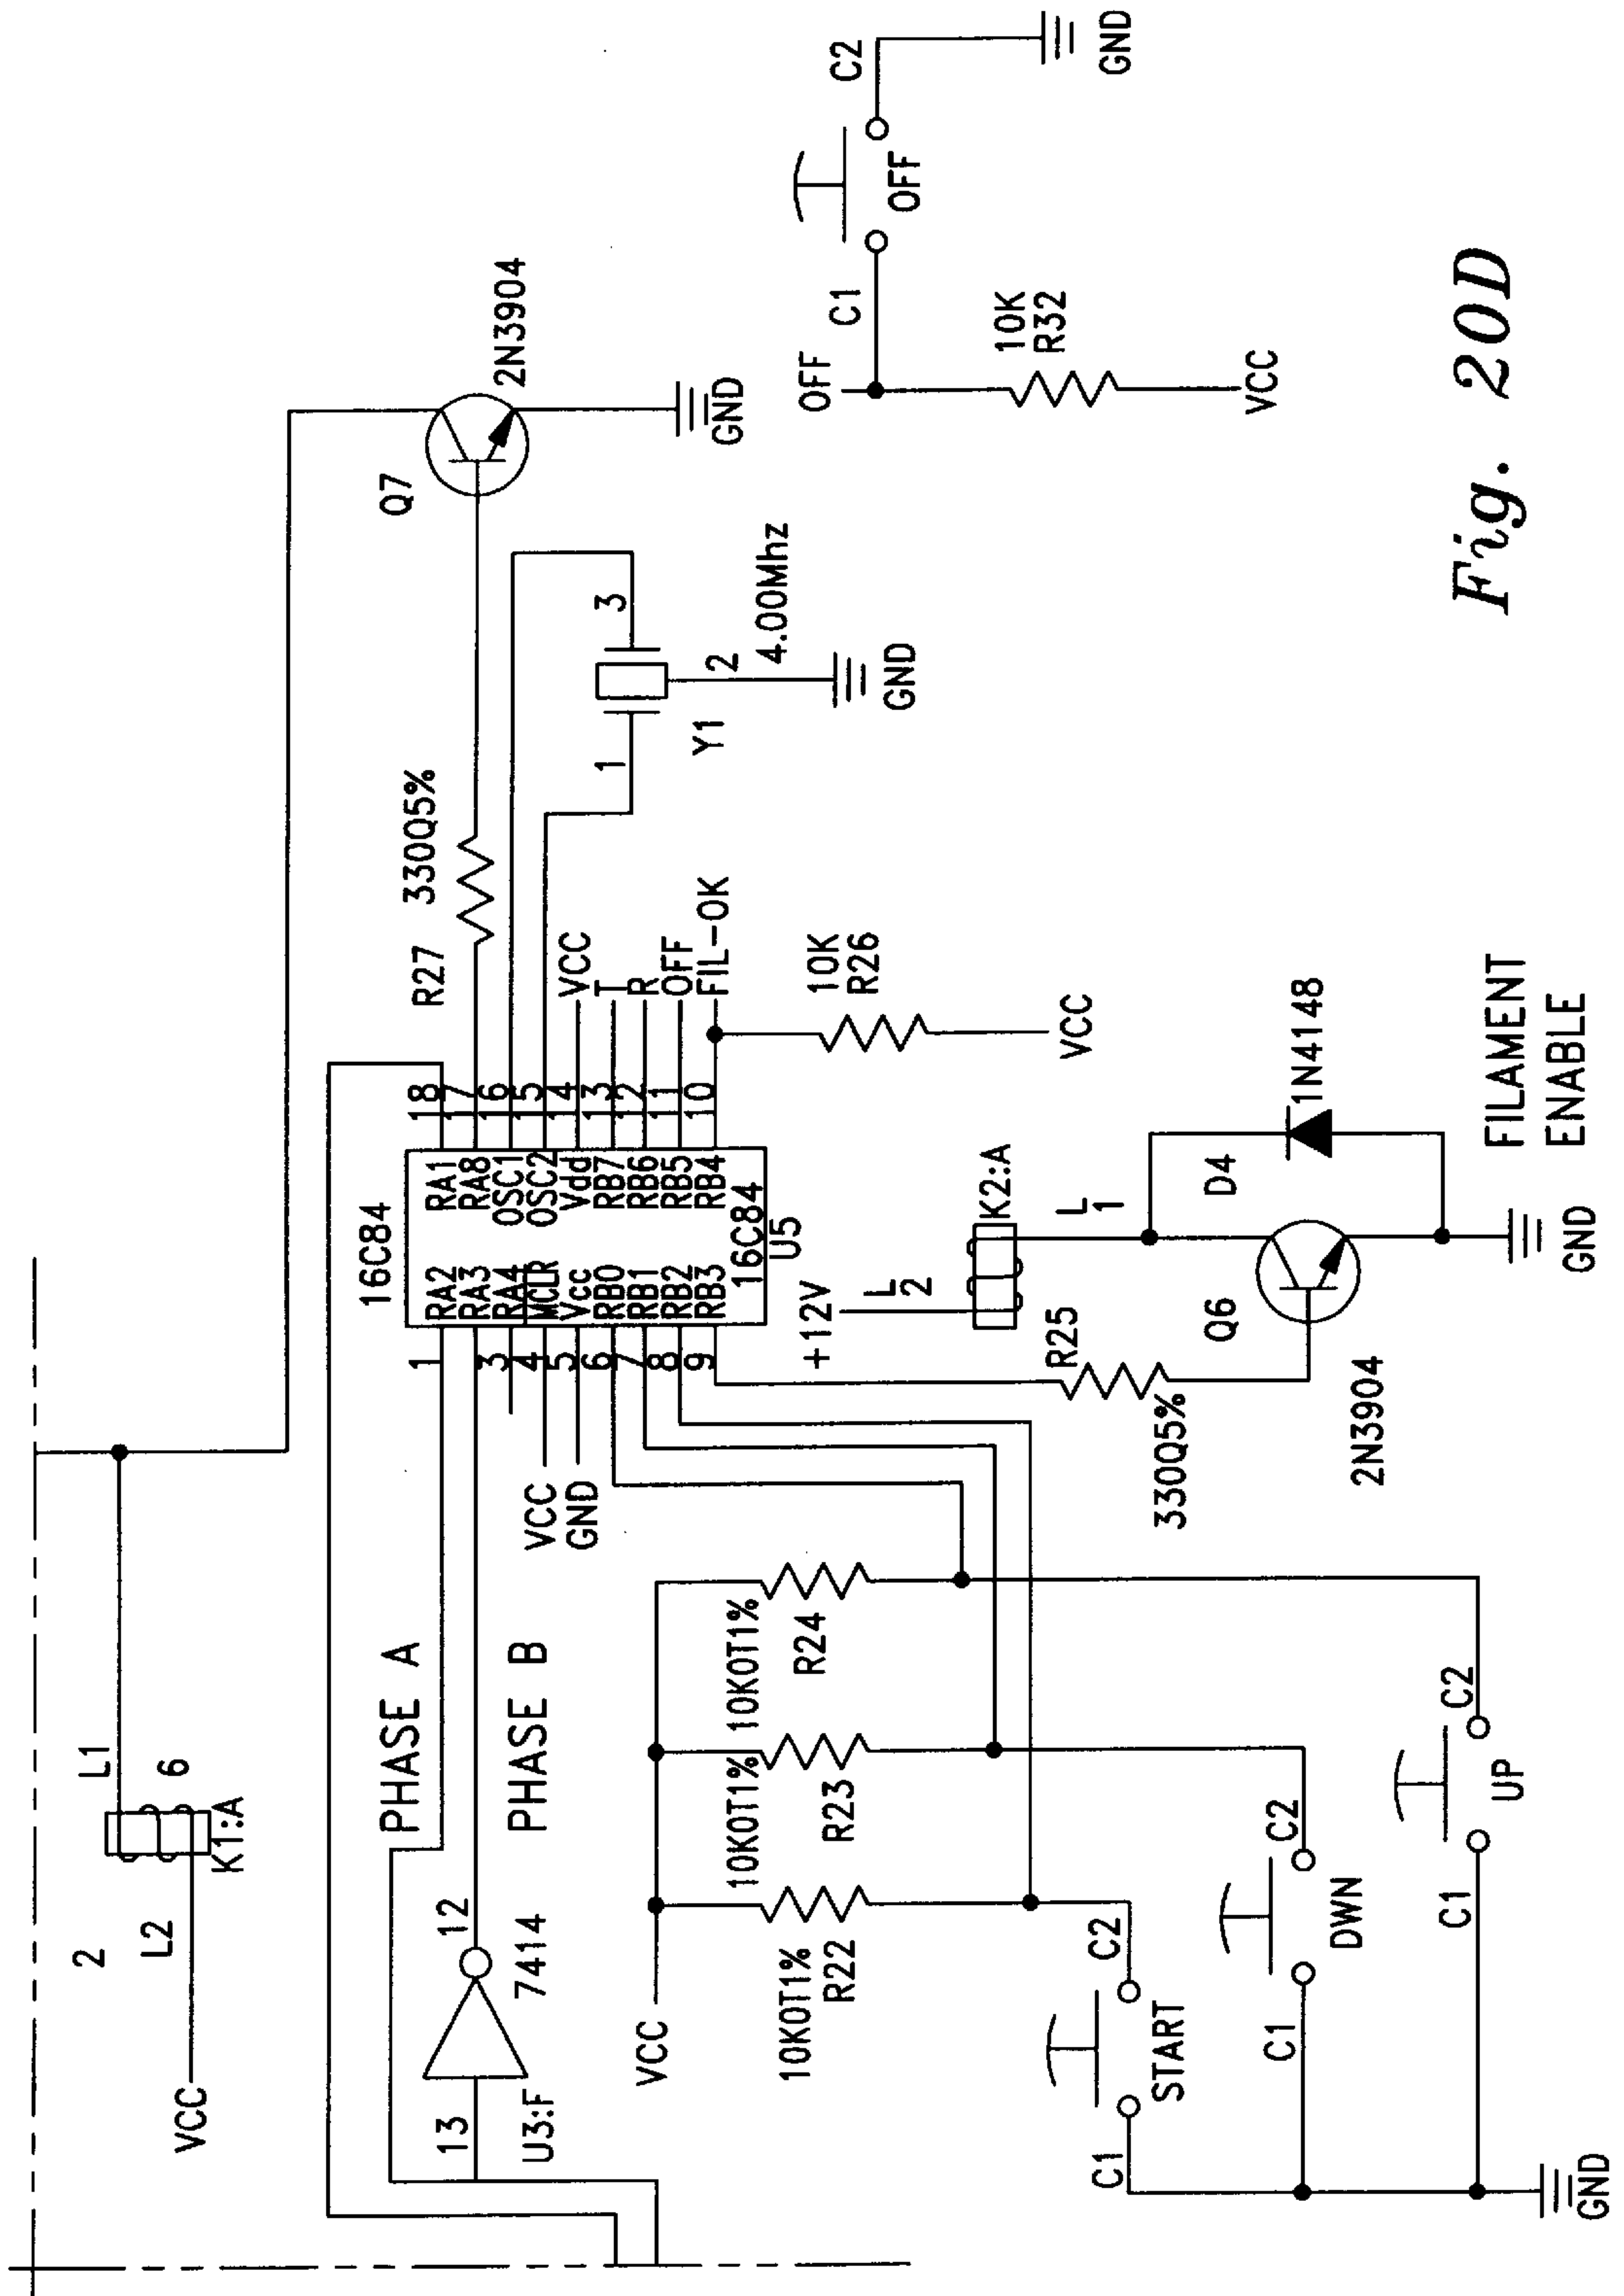 2
L1
L2
6
VCC
K1:A
PHASE A
PHASE B
13
12
U3:F
7414
16C84
1
RA2
RA3
3
RA4
4
MCLR
5
Vcc
6
RB0
7
RB1
8
RB2
9
RB3
RA1
18
RA8
17
OSC1
16
OSC2
15
Vdd
14
RB7
13
RB6
12
RB5
11
RB4
10
16C84
U5
VCC
GND
VCC
T
R
OFF
FIL-OK
R27
330Q5%
Q7
2N3904
GND
1
3
2
Y1
4.00Mhz
GND
10K
R26
VCC
VCC
10K0T1%
R22
10K0T1%
R23
10K0T1%
R24
START
C1
C2
DWN
C1
C2
UP
C1
C2
GND
+12V
L
2
K2:A
L
1
R25
330Q5%
Q6
2N3904
D4
1N4148
GND
FILAMENT
ENABLE
OFF
C1
C2
OFF
GND
10K
R32
VCC
Fig. 20D